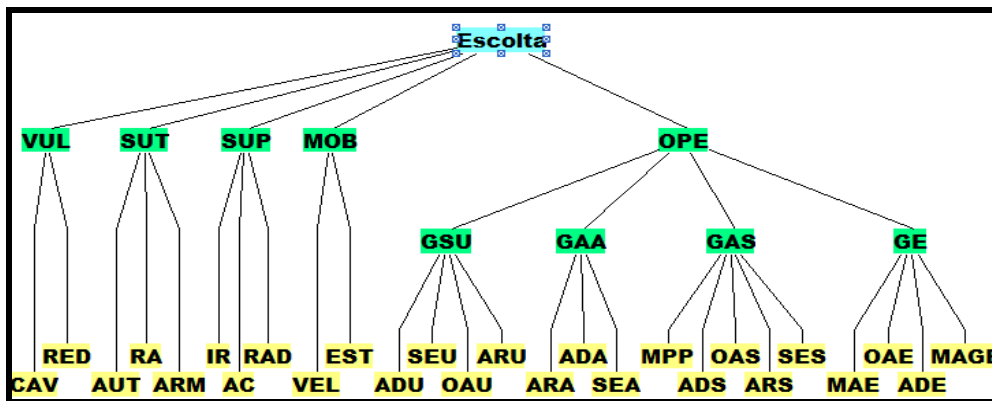 Escolta
VUL SUT SUP MOB OPE
GSU GAA GAS GE
RED RA IR RAD EST SEU ARU ADA MPP OAS SES OAE MAGE
CAV AUT ARM AC VEL ADU OAU ARA SEA ADS ARS MAE ADE